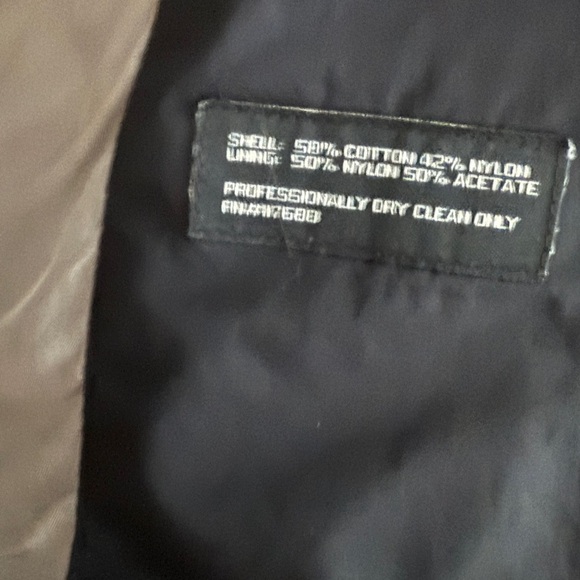 SHELL: 58% COTTON 42% NYLON
LINING: 50% NYLON 50% ACETATE
PROFESSIONALLY DRY CLEAN ONLY